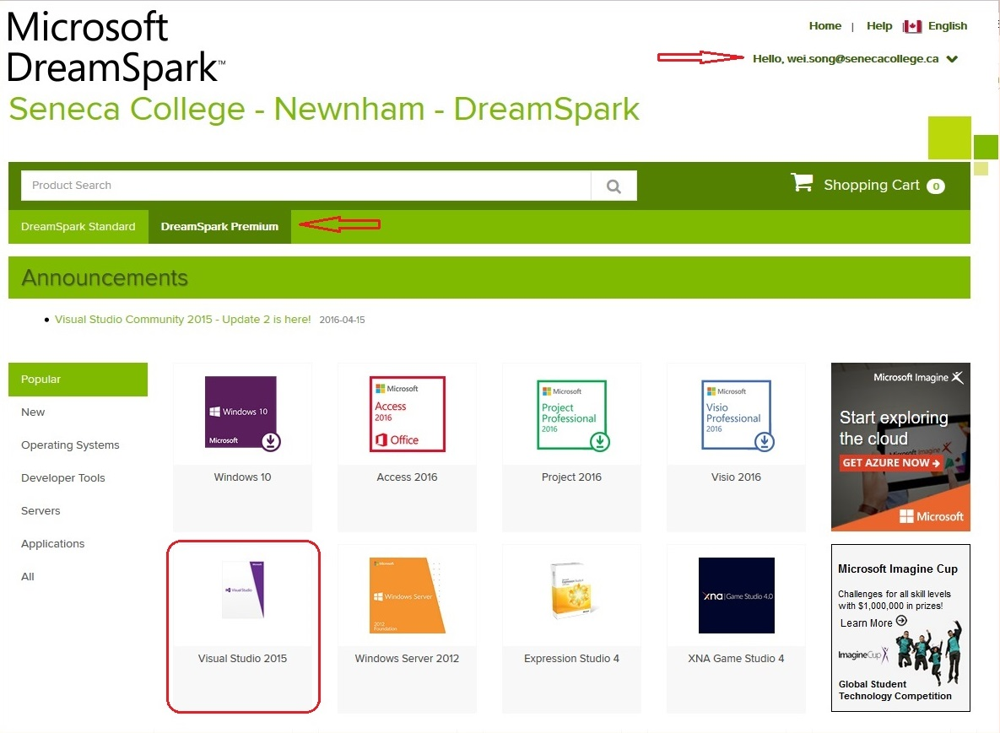 Microsoft
DreamSpark™
Home | Help | English
Hello, wei.song@senecacollege.ca
Seneca College - Newnham - DreamSpark
Product Search
Shopping Cart 0
DreamSpark Standard
DreamSpark Premium
Announcements
• Visual Studio Community 2015 - Update 2 is here! 2016-04-15
Popular
New
Operating Systems
Developer Tools
Servers
Applications
All
Windows 10
Microsoft
Windows 10
Microsoft
Access
2016
Office
Access 2016
Microsoft
Project
Professional
2016
Project 2016
Microsoft
Visio
Professional
2016
Visio 2016
Microsoft Imagine
Start exploring
the cloud
Microsoft Imagine
GET AZURE NOW
Microsoft
Visual Studio
Visual Studio 2015
Microsoft
Windows Server
2012
Foundation
Windows Server 2012
Expression Studio 4
xna Game Studio 4.0
XNA Game Studio 4
Microsoft Imagine Cup
Challenges for all skill levels
with $1,000,000 in prizes!
Learn More
ImagineCup
Global Student
Technology Competition